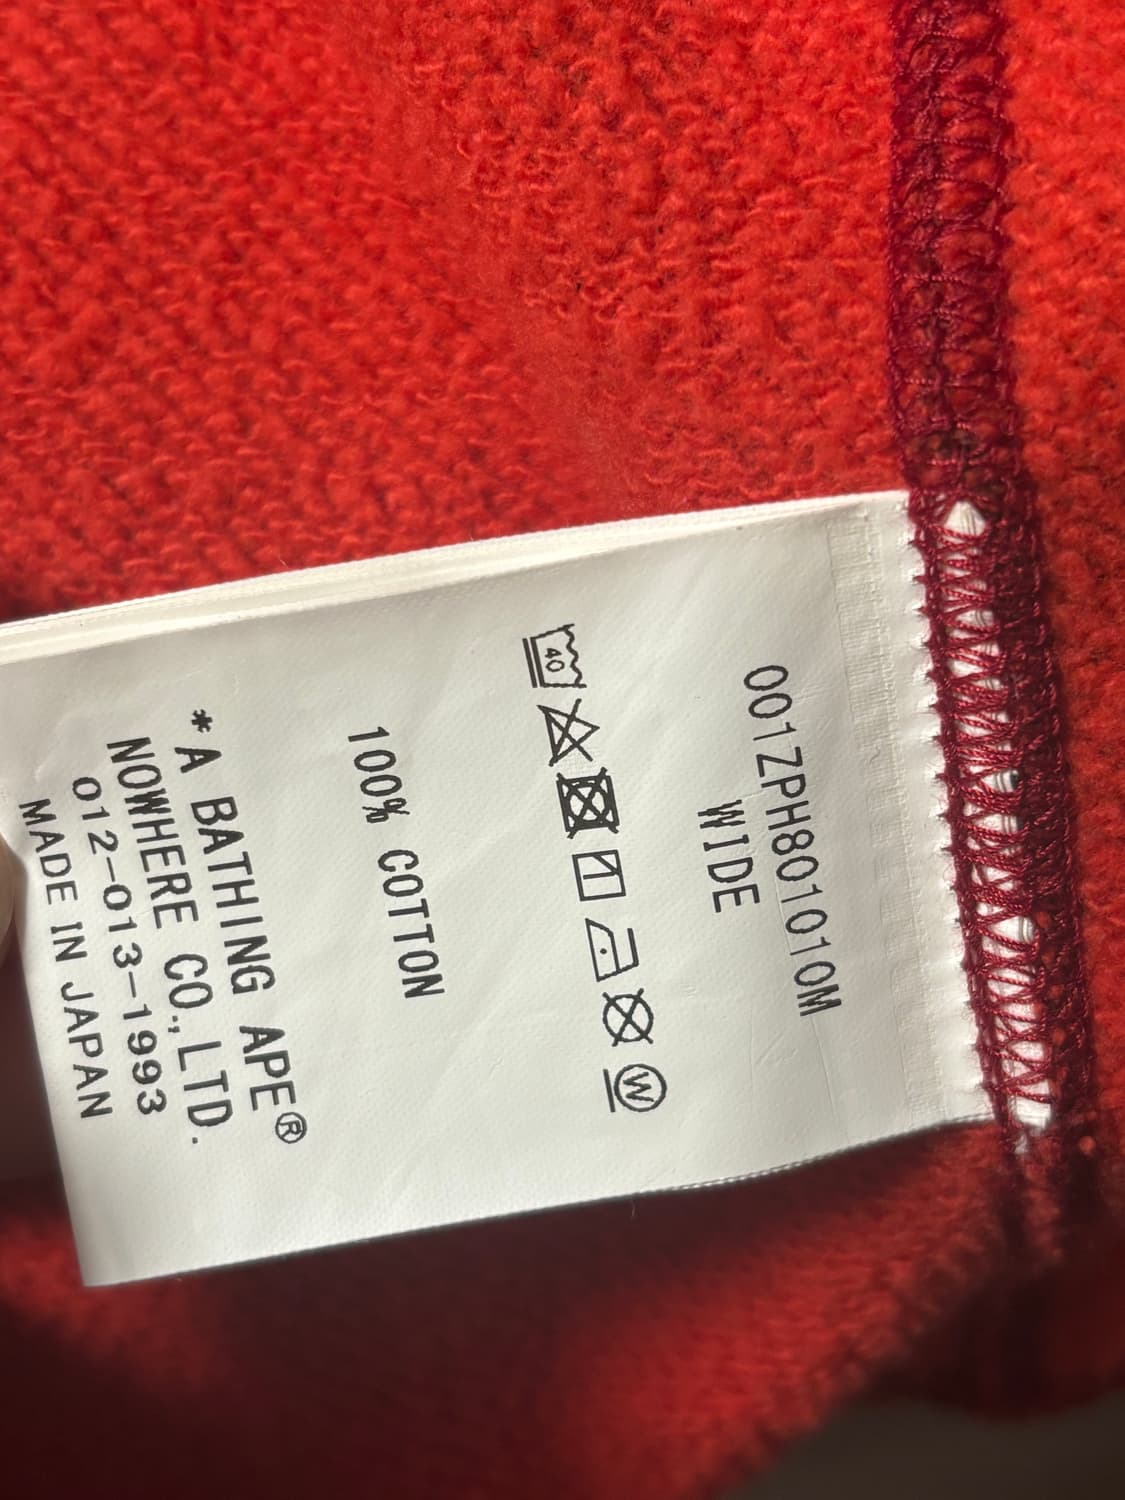 001ZPH801010M
WIDE
40
W
100% COTTON
*A BATHING APE®
NOWHERE CO.,LTD.
012-013-1993
MADE IN JAPAN